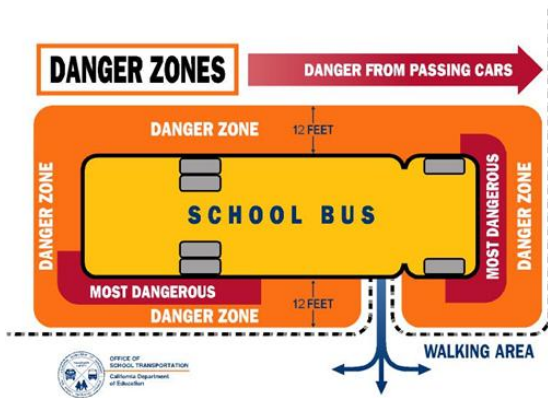 DANGER ZONES
DANGER FROM PASSING CARS
DANGER ZONE
12 FEET
DANGER ZONE
SCHOOL BUS
MOST DANGEROUS
DANGER ZONE
MOST DANGEROUS
12 FEET
DANGER ZONE
WALKING AREA
OFFICE OF
SCHOOL TRANSPORTATION
California Department
of Education